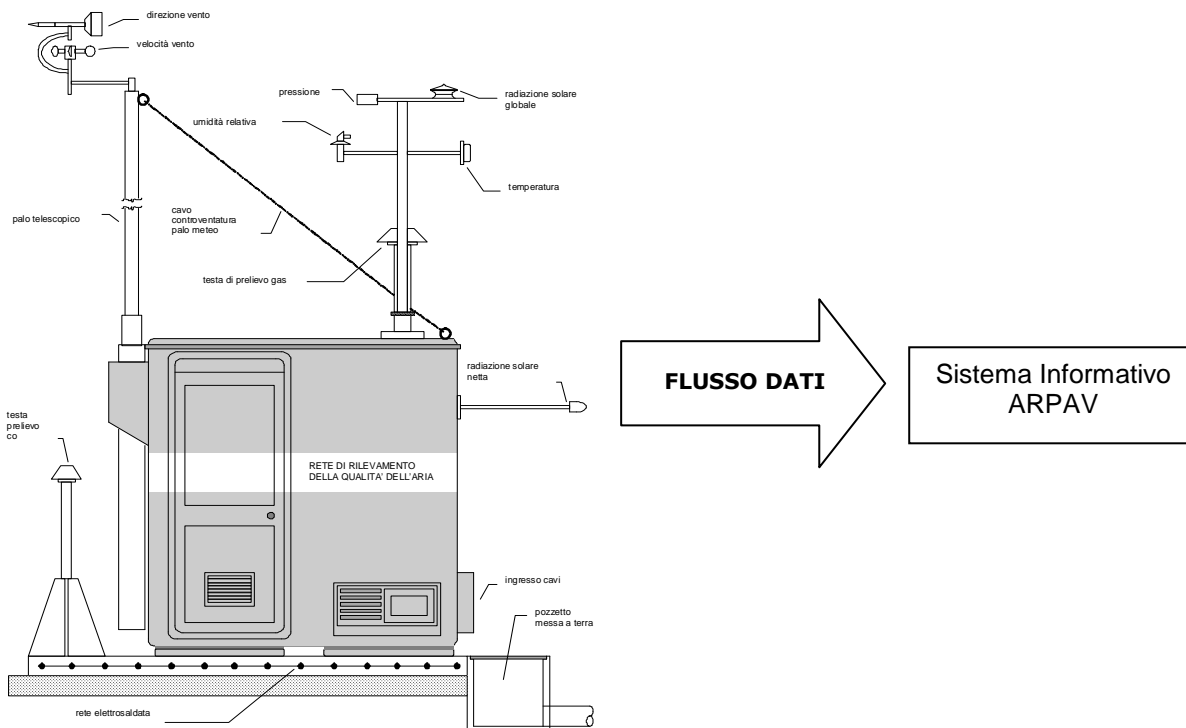 direzione vento
velocità vento
pressione
radiazione solare
globale
umidità relativa
temperatura
palo telescopico
cavo
controventatura
palo meteo
testa di prelievo gas
radiazione solare
netta
FLUSSO DATI
Sistema Informativo
ARPAV
testa
prelievo
co
RETE DI RILEVAMENTO
DELLA QUALITA' DELL'ARIA
ingresso cavi
pozzetto
messa a terra
rete elettrosaldata